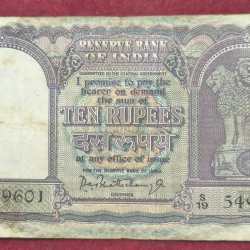 RESERVE BANK
OF INDIA
GUARANTEED BY THE CENTRAL GOVERNMENT
I promise to pay the
bearer on demand
the sum of
TEN RUPEES
दस रुपये
at any office of issue
FOR THE RESERVE BANK OF INDIA
GOVERNOR
9601
S/19 54